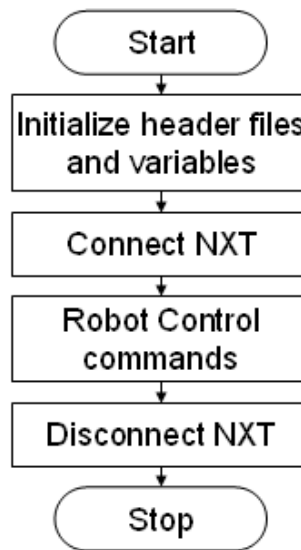 Start
Initialize header files
and variables
Connect NXT
Robot Control
commands
Disconnect NXT
Stop